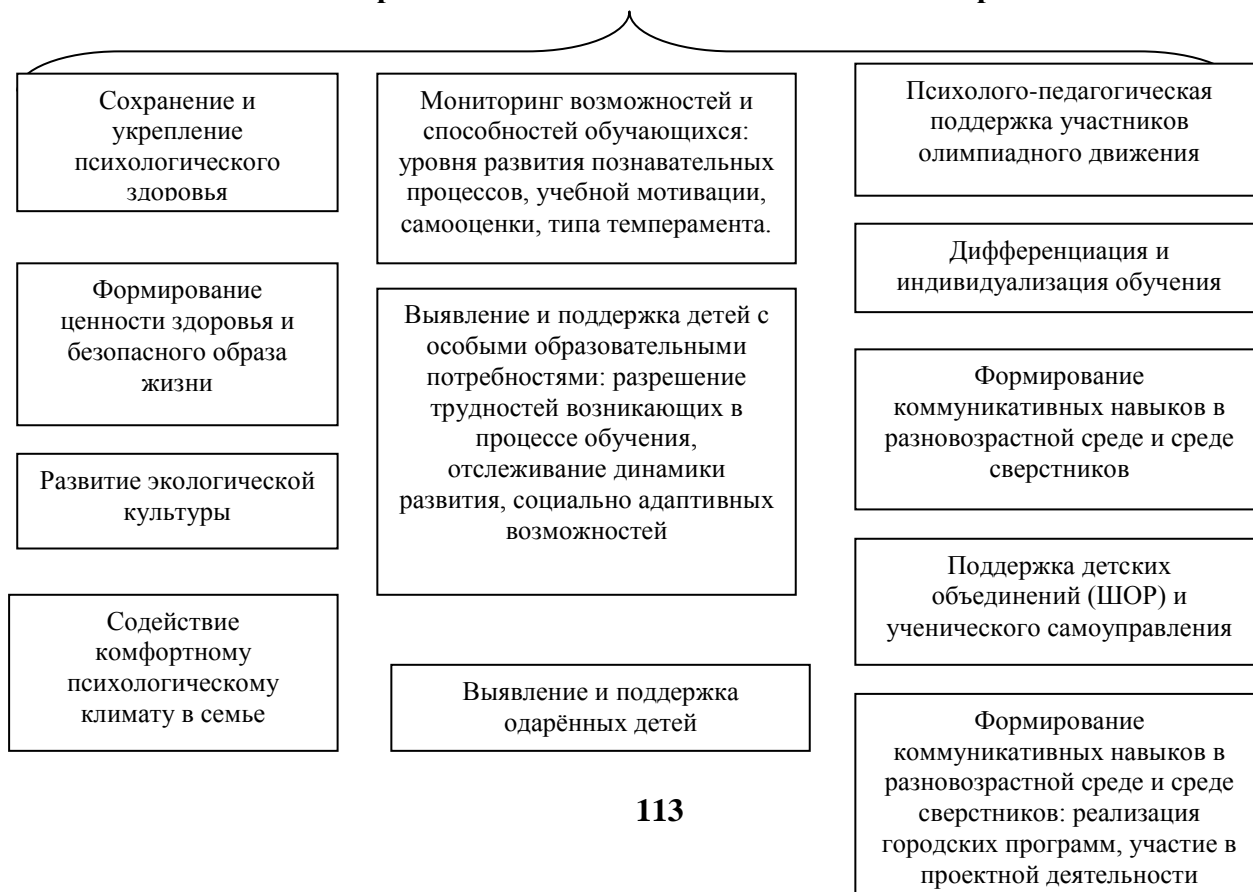 Сохранение и
укрепление
психологического
здоровья
Формирование
ценности здоровья и
безопасного образа
жизни
Развитие экологической
культуры
Содействие
комфортному
психологическому
климату в семье
Мониторинг возможностей и
способностей обучающихся:
уровня развития познавательных
процессов, учебной мотивации,
самооценки, типа темперамента.
Выявление и поддержка детей с
особыми образовательными
потребностями: разрешение
трудностей возникающих в
процессе обучения,
отслеживание динамики
развития, социально адаптивных
возможностей
Выявление и поддержка
одарённых детей
Психолого-педагогическая
поддержка участников
олимпиадного движения
Дифференциация и
индивидуализация обучения
Формирование
коммуникативных навыков в
разновозрастной среде и среде
сверстников
Поддержка детских
объединений (ШОР) и
ученического самоуправления
Формирование
коммуникативных навыков в
разновозрастной среде и среде
сверстников: реализация
городских программ, участие в
проектной деятельности
113